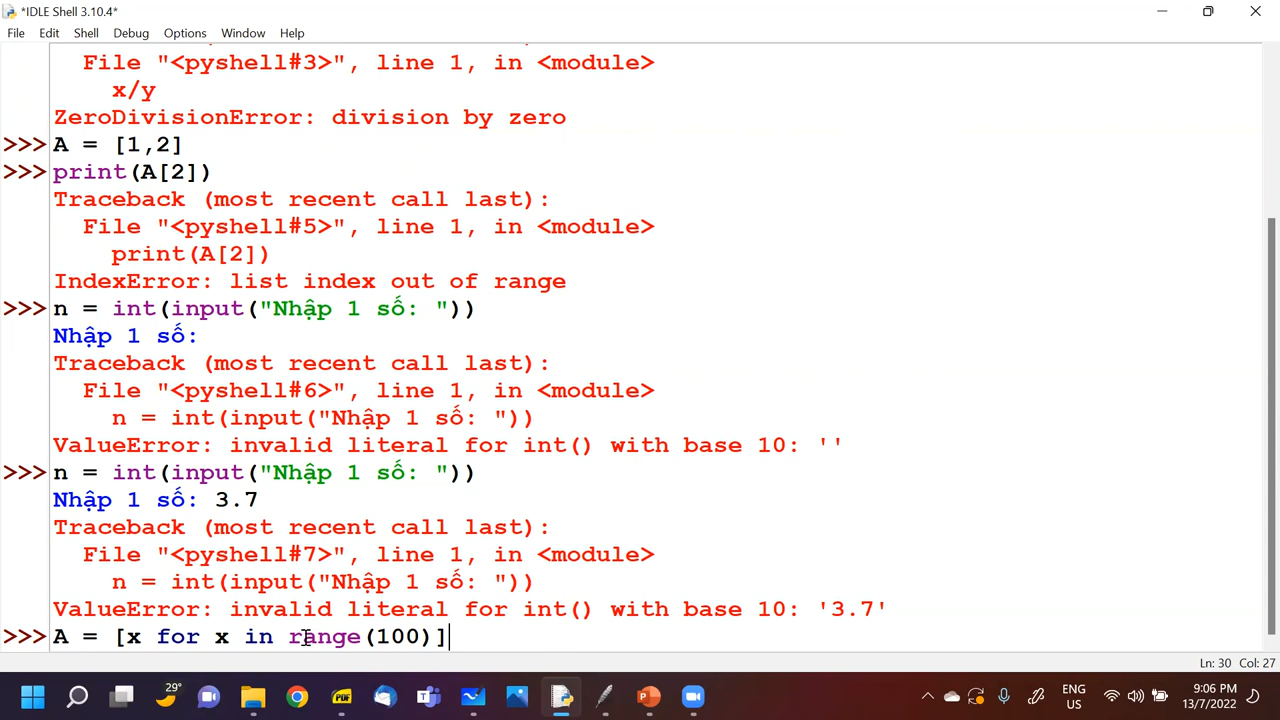 *IDLE Shell 3.10.4*
File Edit Shell Debug Options Window Help
File "<pyshell#3>", line 1, in <module>
x/y
ZeroDivisionError: division by zero
>>> A = [1,2]
>>> print(A[2])
Traceback (most recent call last):
File "<pyshell#5>", line 1, in <module>
print(A[2])
IndexError: list index out of range
>>> n = int(input("Nhập 1 số: "))
Nhập 1 số:
Traceback (most recent call last):
File "<pyshell#6>", line 1, in <module>
n = int(input("Nhập 1 số: "))
ValueError: invalid literal for int() with base 10: ''
>>> n = int(input("Nhập 1 số: "))
Nhập 1 số: 3.7
Traceback (most recent call last):
File "<pyshell#7>", line 1, in <module>
n = int(input("Nhập 1 số: "))
ValueError: invalid literal for int() with base 10: '3.7'
>>> A = [x for x in range(100)]
Ln: 30 Col: 27
29°
PDF
ENG
US
9:06 PM
13/7/2022